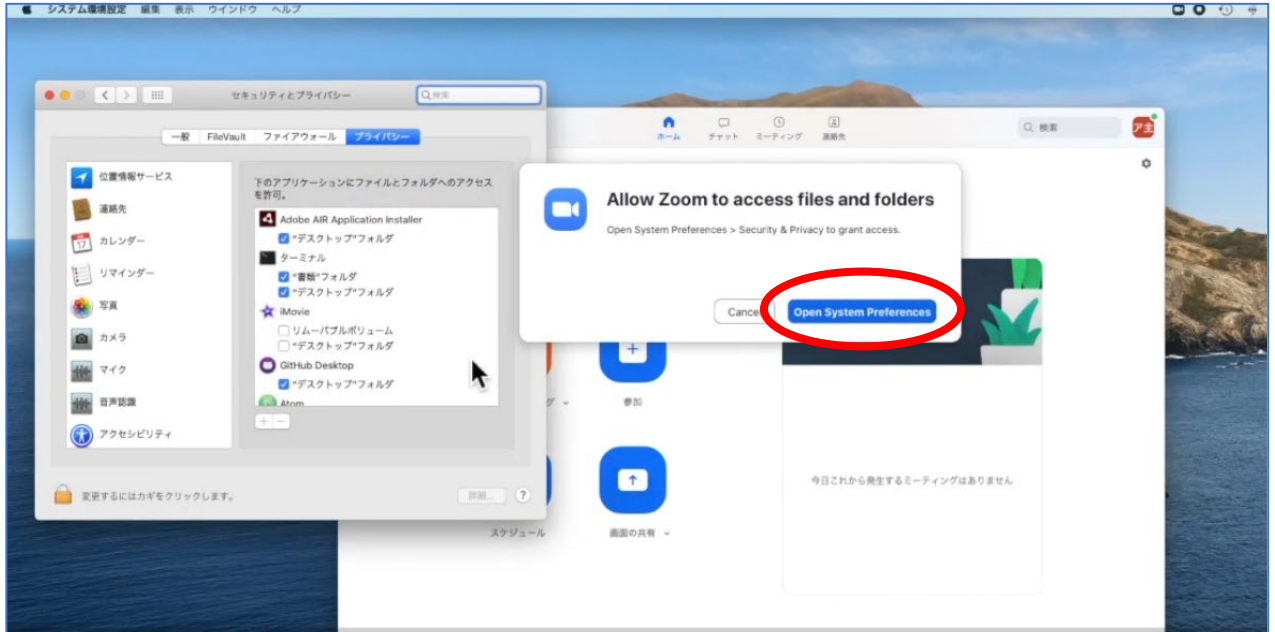 システム環境設定 編集 表示 ウインドウ ヘルプ
セキュリティとプライバシー
検索
一般 FileVault ファイアウォール プライバシー
位置情報サービス
連絡先
カレンダー
17
リマインダー
写真
カメラ
マイク
音声認識
アクセシビリティ
下のアプリケーションにファイルとフォルダへのアクセス
を許可。
Adobe AIR Application Installer
"デスクトップ"フォルダ
ターミナル
"書類"フォルダ
"デスクトップ"フォルダ
iMovie
リムーバブルボリューム
"デスクトップ"フォルダ
GitHub Desktop
"デスクトップ"フォルダ
Atom
変更するにはカギをクリックします。
詳細...
?
ホーム チャット ミーティング 連絡先
検索
ア主
Allow Zoom to access files and folders
Open System Preferences > Security & Privacy to grant access.
Open System Preferences
参加
スケジュール
画面の共有
今日これから発生するミーティングはありません